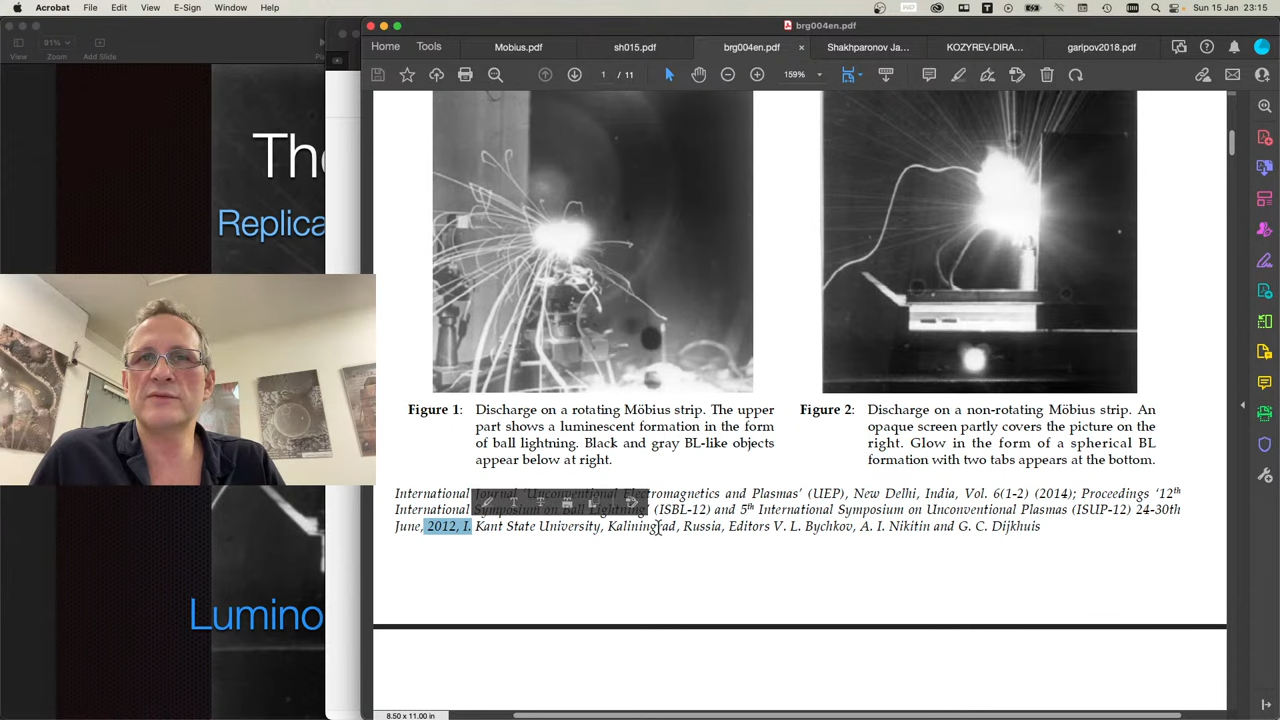 Acrobat File Edit View E-Sign Window Help
Sun 15 Jan 23:15
91%
Zoom Add Slide
brg004en.pdf
Home Tools Mobius.pdf sh015.pdf brg004en.pdf × Shakhparonov Ja... KOZYREV-DIRA... garipov2018.pdf
1 / 11 159%
The
Replica
Lumino
Figure 1: Discharge on a rotating Möbius strip. The upper
part shows a luminescent formation in the form
of ball lightning. Black and gray BL-like objects
appear below at right.
Figure 2: Discharge on a non-rotating Möbius strip. An
opaque screen partly covers the picture on the
right. Glow in the form of a spherical BL
formation with two tabs appears at the bottom.
International Journal 'Unconventional Electromagnetics and Plasmas' (UEP), New Delhi, India, Vol. 6(1-2) (2014); Proceedings '12th
International Symposium on Ball Lightning' (ISBL-12) and 5th International Symposium on Unconventional Plasmas (ISUP-12) 24-30th
June, 2012, I. Kant State University, Kaliningrad, Russia, Editors V. L. Bychkov, A. I. Nikitin and G. C. Dijkhuis
8.50 x 11.00 in